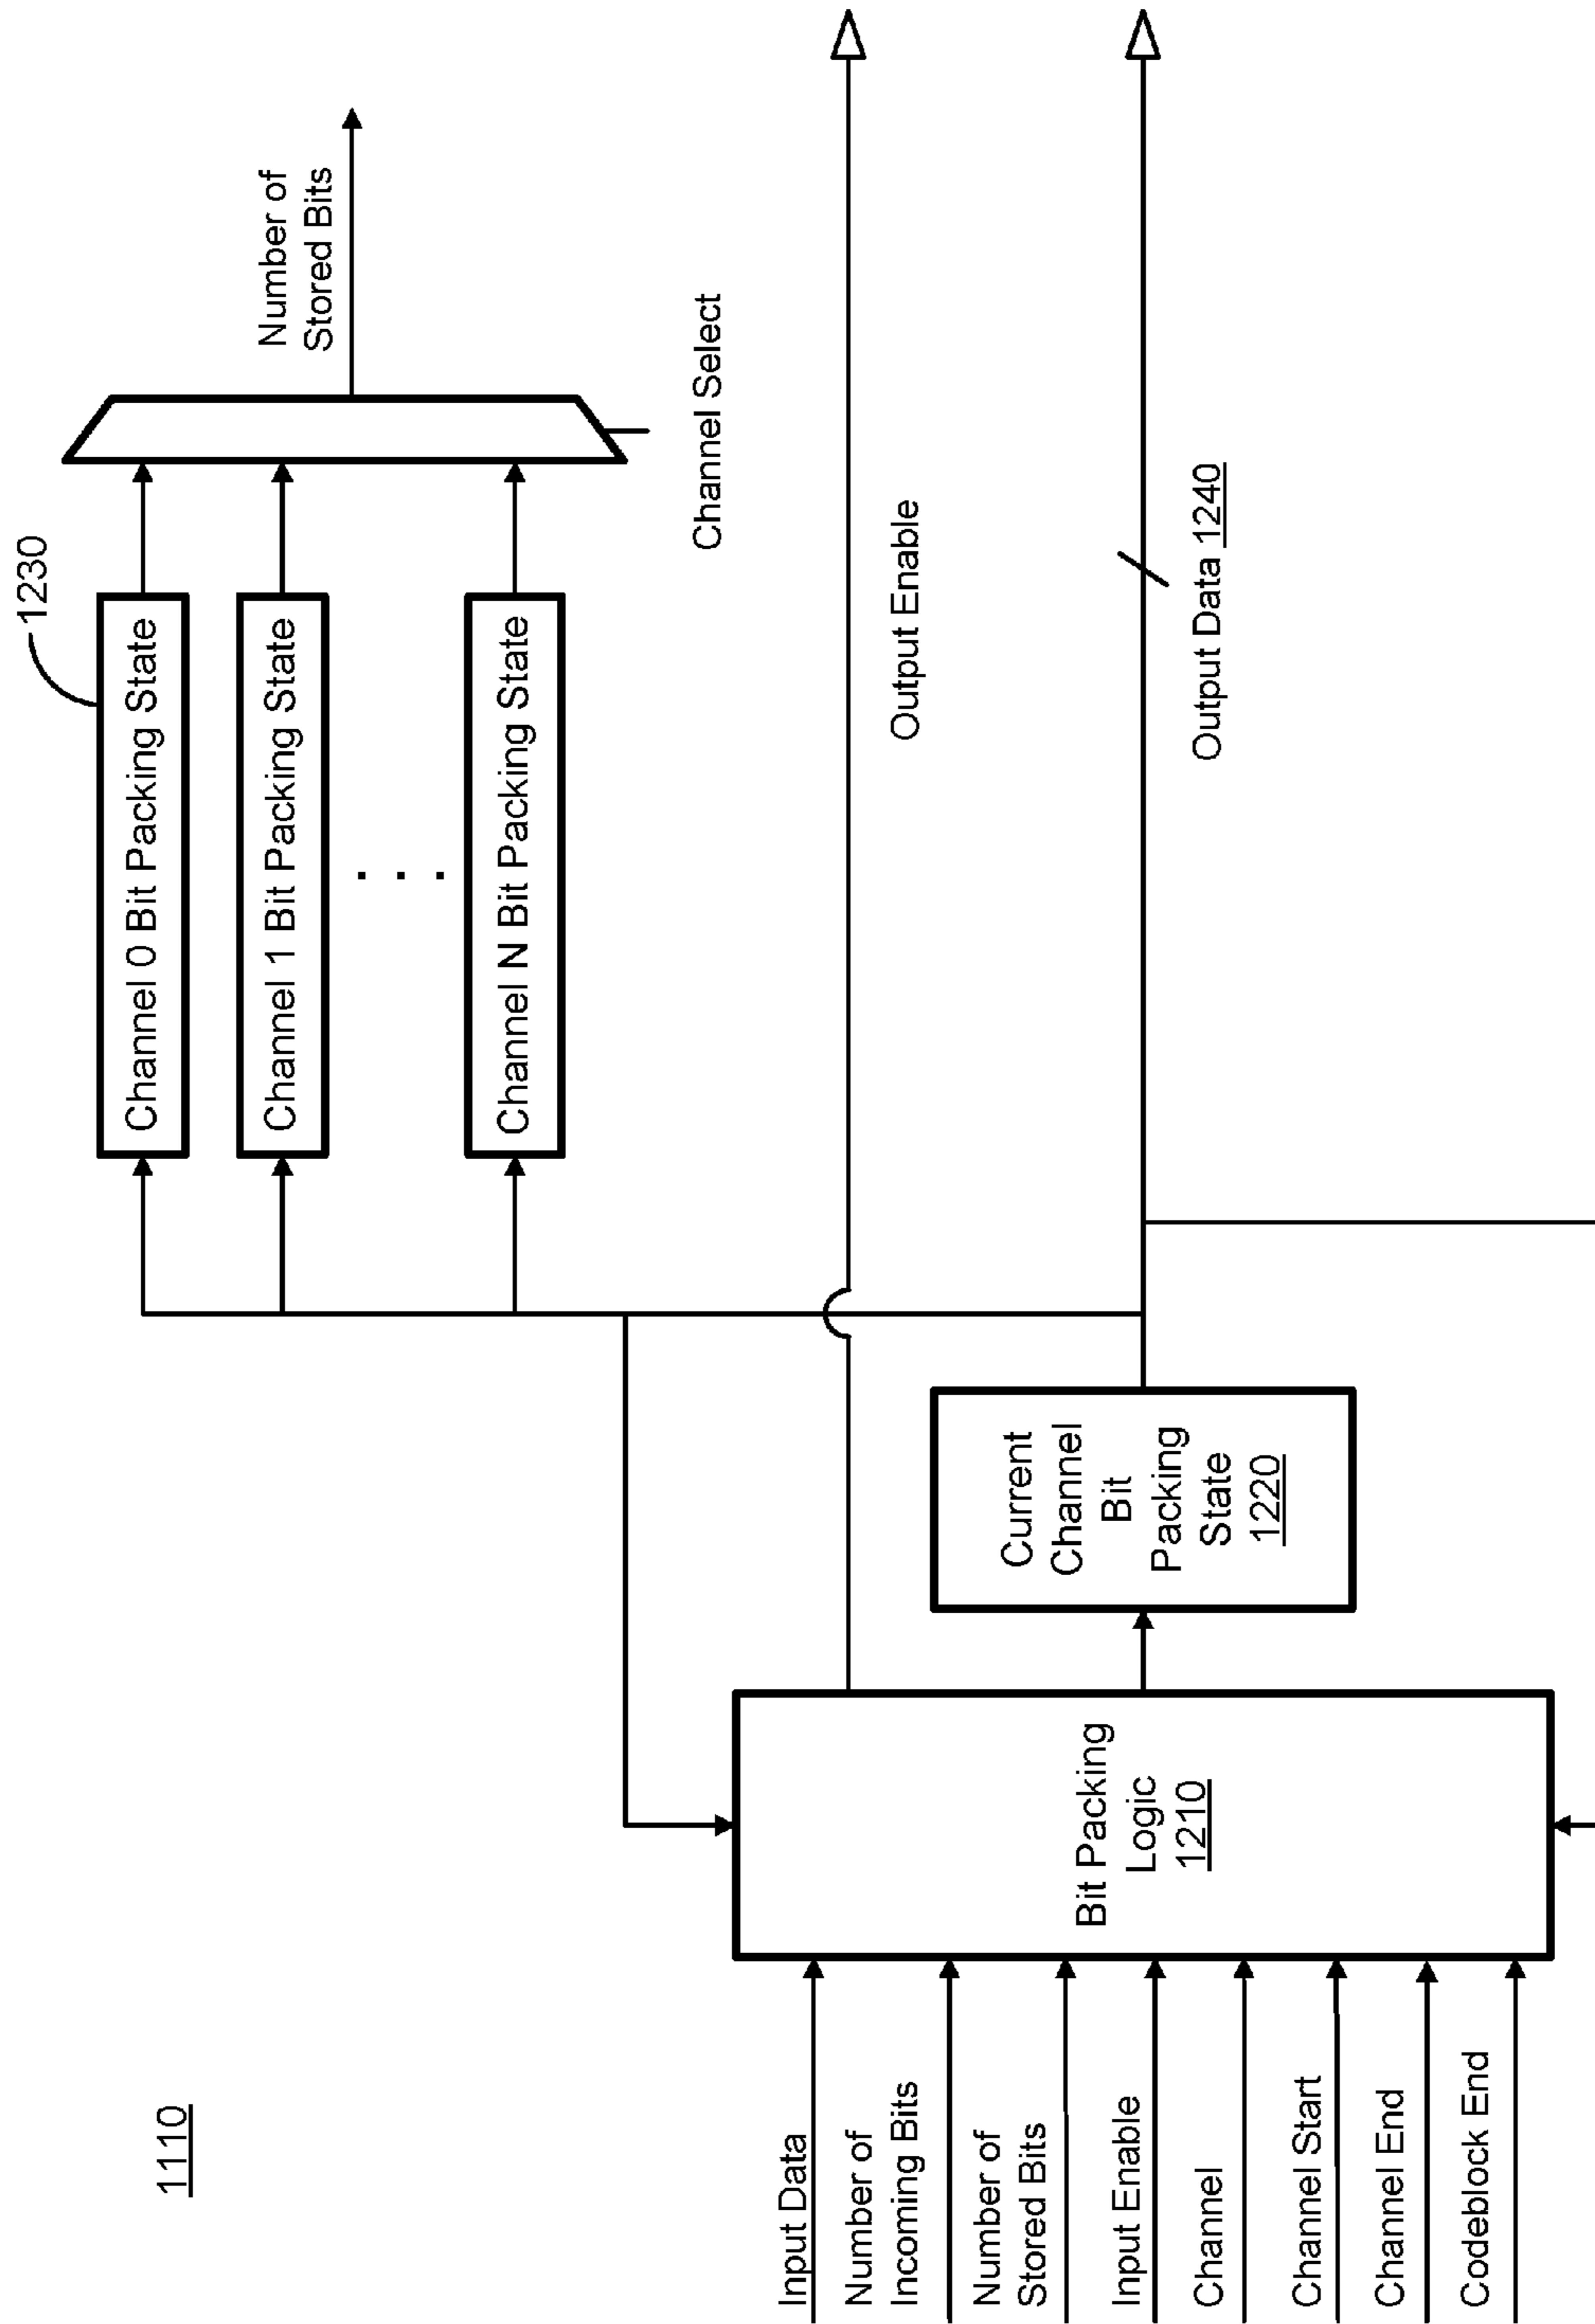 1110
1230
Channel 0 Bit Packing State
Channel 1 Bit Packing State
. . .
Channel N Bit Packing State
Number of
Stored Bits
Channel Select
Input Data
Number of
Incoming Bits
Number of
Stored Bits
Input Enable
Channel
Channel Start
Channel End
Codeblock End
Bit Packing
Logic
1210
Current
Channel
Bit
Packing
State
1220
Output Enable
Output Data 1240